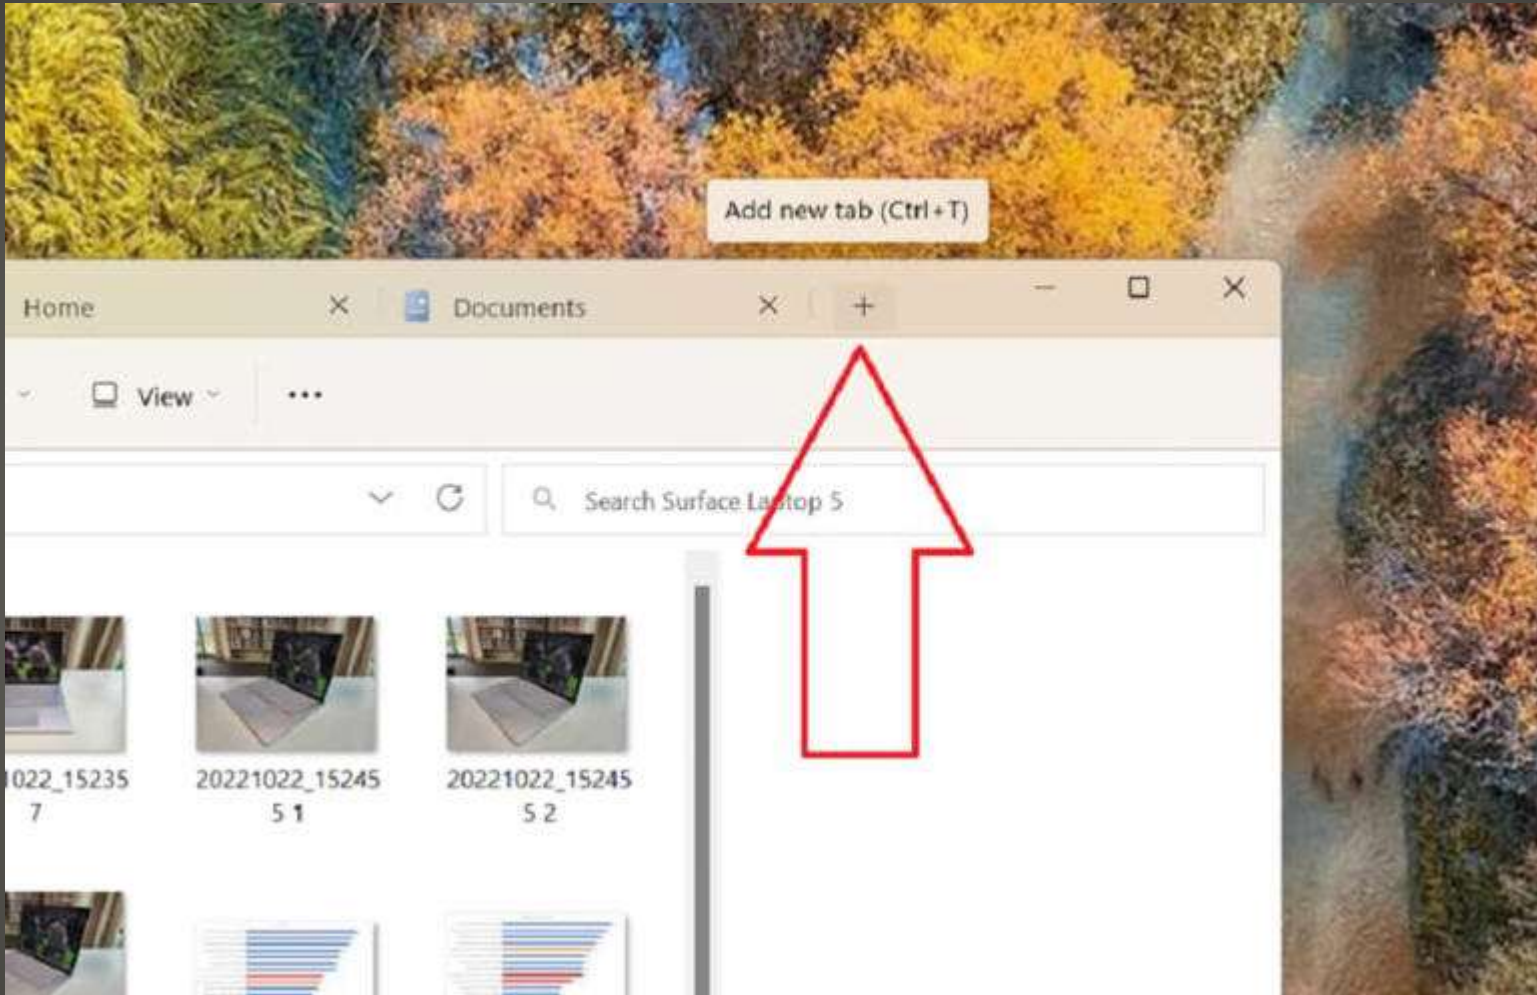 Add new tab (Ctrl+T)
Home
Documents
View
Search Surface Laptop 5
1022_15235
7
20221022_15245
5 1
20221022_15245
5 2